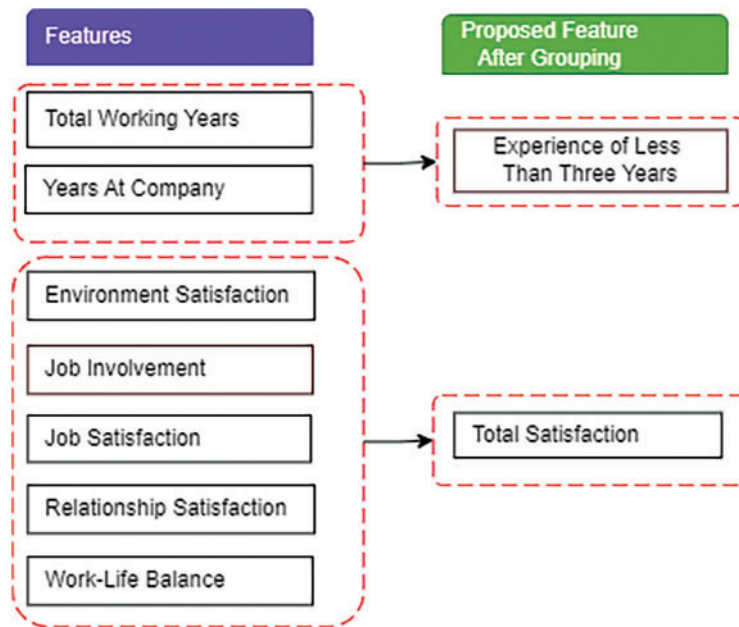 Features
Proposed Feature
After Grouping
Total Working Years
Years At Company
Experience of Less
Than Three Years
Environment Satisfaction
Job Involvement
Job Satisfaction
Relationship Satisfaction
Work-Life Balance
Total Satisfaction